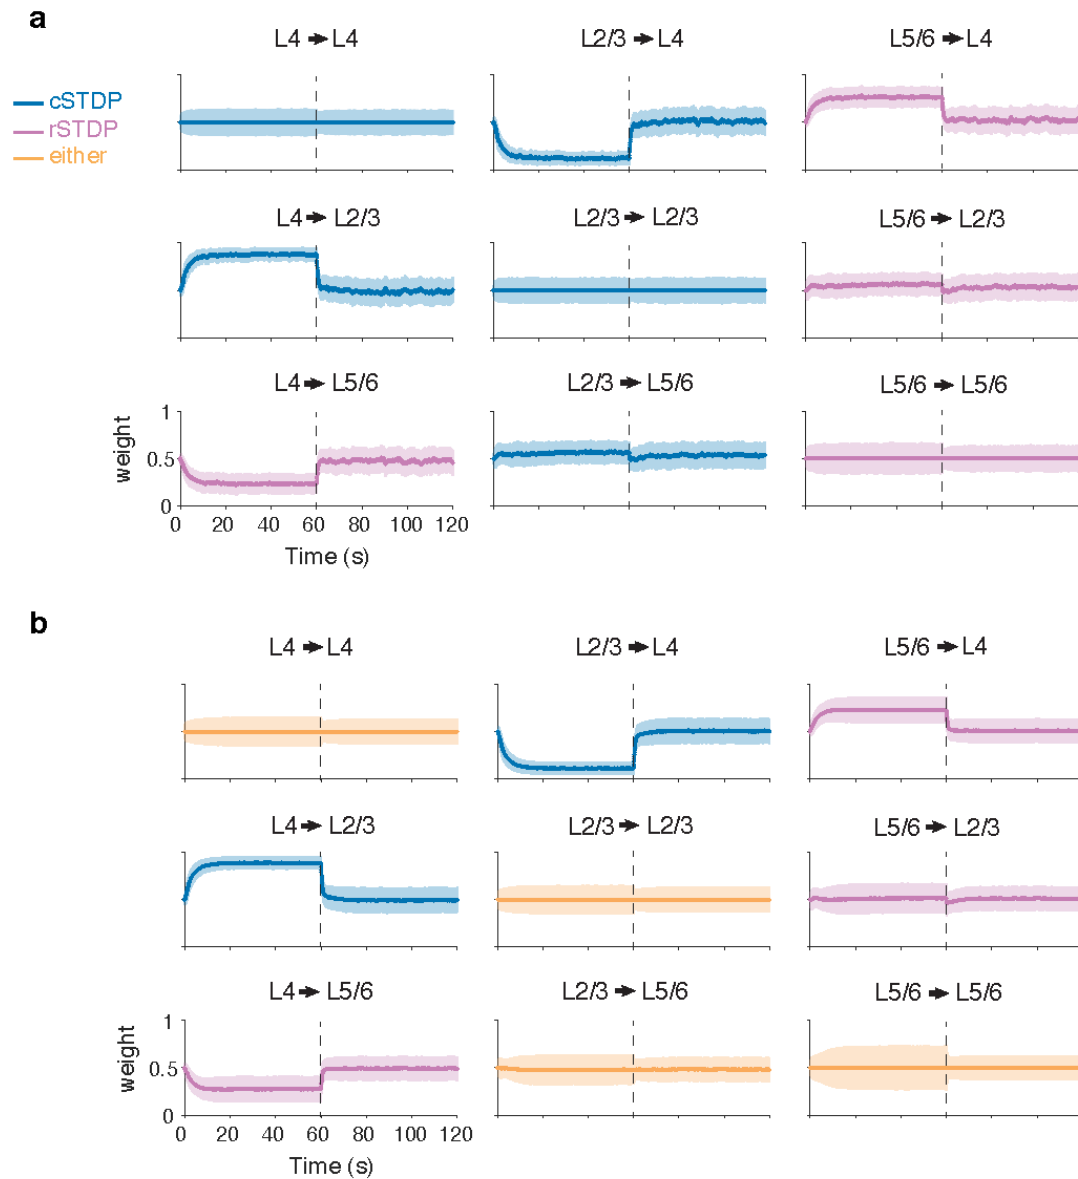 a
L4 → L4
L2/3 → L4
L5/6 → L4
cSTDP
rSTDP
either
L4 → L2/3
L2/3 → L2/3
L5/6 → L2/3
L4 → L5/6
L2/3 → L5/6
L5/6 → L5/6
weight
1
0.5
0
0 20 40 60 80 100 120
Time (s)
b
L4 → L4
L2/3 → L4
L5/6 → L4
L4 → L2/3
L2/3 → L2/3
L5/6 → L2/3
L4 → L5/6
L2/3 → L5/6
L5/6 → L5/6
weight
1
0.5
0
0 20 40 60 80 100 120
Time (s)